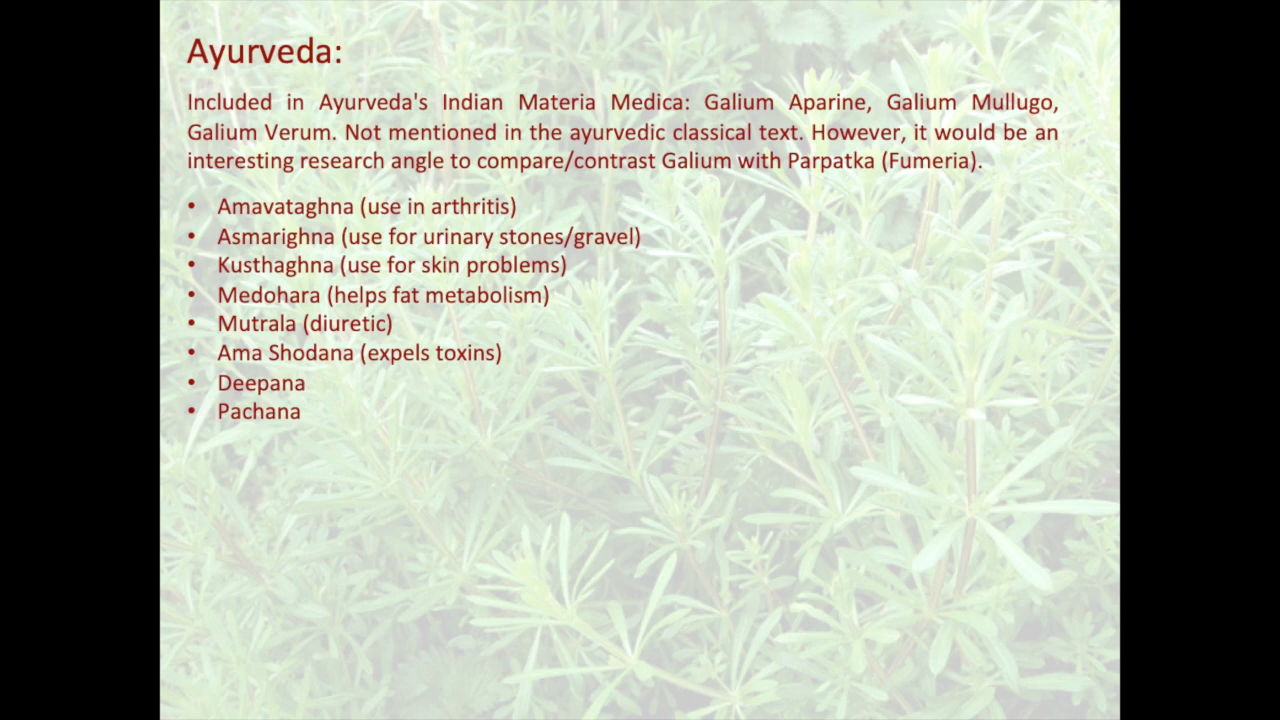 Ayurveda:
Included in Ayurveda's Indian Materia Medica: Galium Aparine, Galium Mullugo,
Galium Verum. Not mentioned in the ayurvedic classical text. However, it would be an
interesting research angle to compare/contrast Galium with Parpatka (Fumeria).
• Amavataghna (use in arthritis)
• Asmarighna (use for urinary stones/gravel)
• Kusthaghna (use for skin problems)
• Medohara (helps fat metabolism)
• Mutrala (diuretic)
• Ama Shodana (expels toxins)
• Deepana
• Pachana